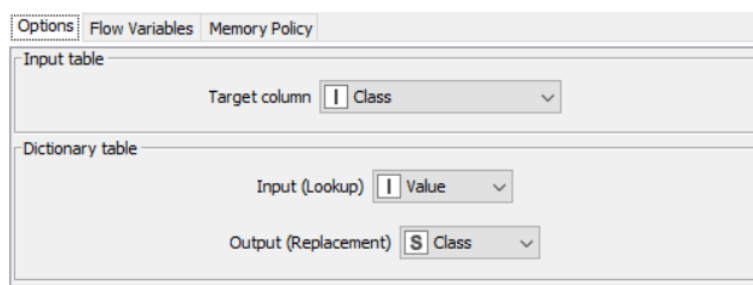 Options Flow Variables Memory Policy
Input table
Target column I Class
Dictionary table
Input (Lookup) I Value
Output (Replacement) S Class